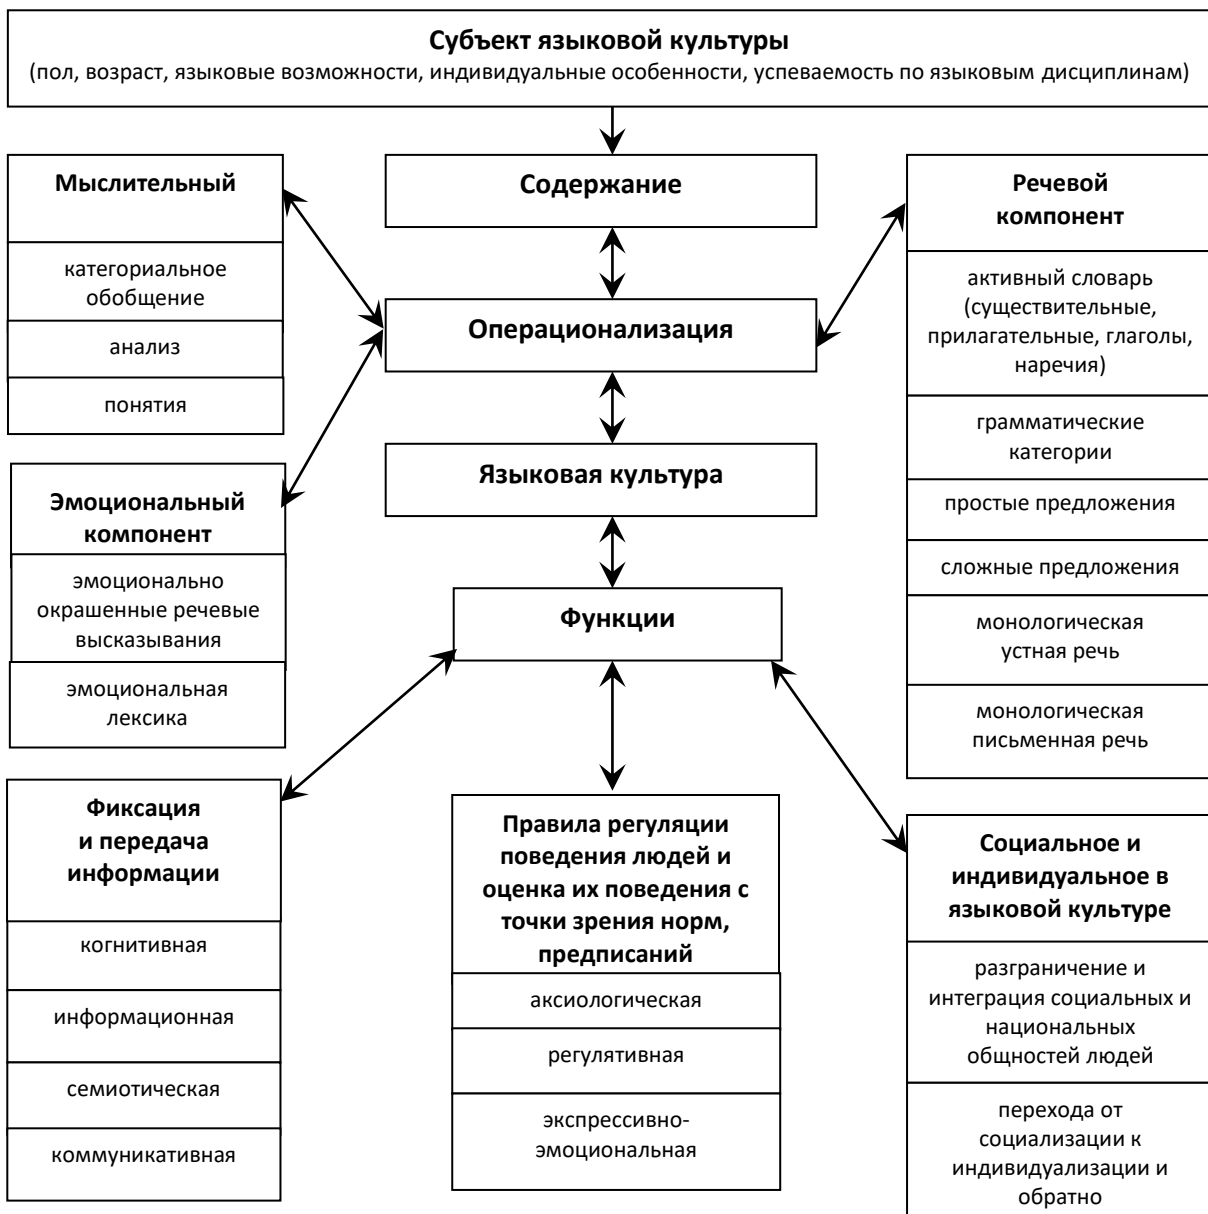 Субъект языковой культуры
(пол, возраст, языковые возможности, индивидуальные особенности, успеваемость по языковым дисциплинам)
Мыслительный
категориальное
обобщение
анализ
понятия
Эмоциональный
компонент
эмоционально
окрашенные речевые
высказывания
эмоциональная
лексика
Содержание
Операционализация
Языковая культура
Функции
Речевой
компонент
активный словарь
(существительные,
прилагательные, глаголы,
наречия)
грамматические
категории
простые предложения
сложные предложения
монологическая
устная речь
монологическая
письменная речь
Фиксация
и передача
информации
когнитивная
информационная
семиотическая
коммуникативная
Правила регуляции
поведения людей и
оценка их поведения с
точки зрения норм,
предписаний
аксиологическая
регулятивная
экспрессивно-
эмоциональная
Социальное и
индивидуальное в
языковой культуре
разграничение и
интеграция социальных и
национальных
общностей людей
перехода от
социализации к
индивидуализации и
обратно